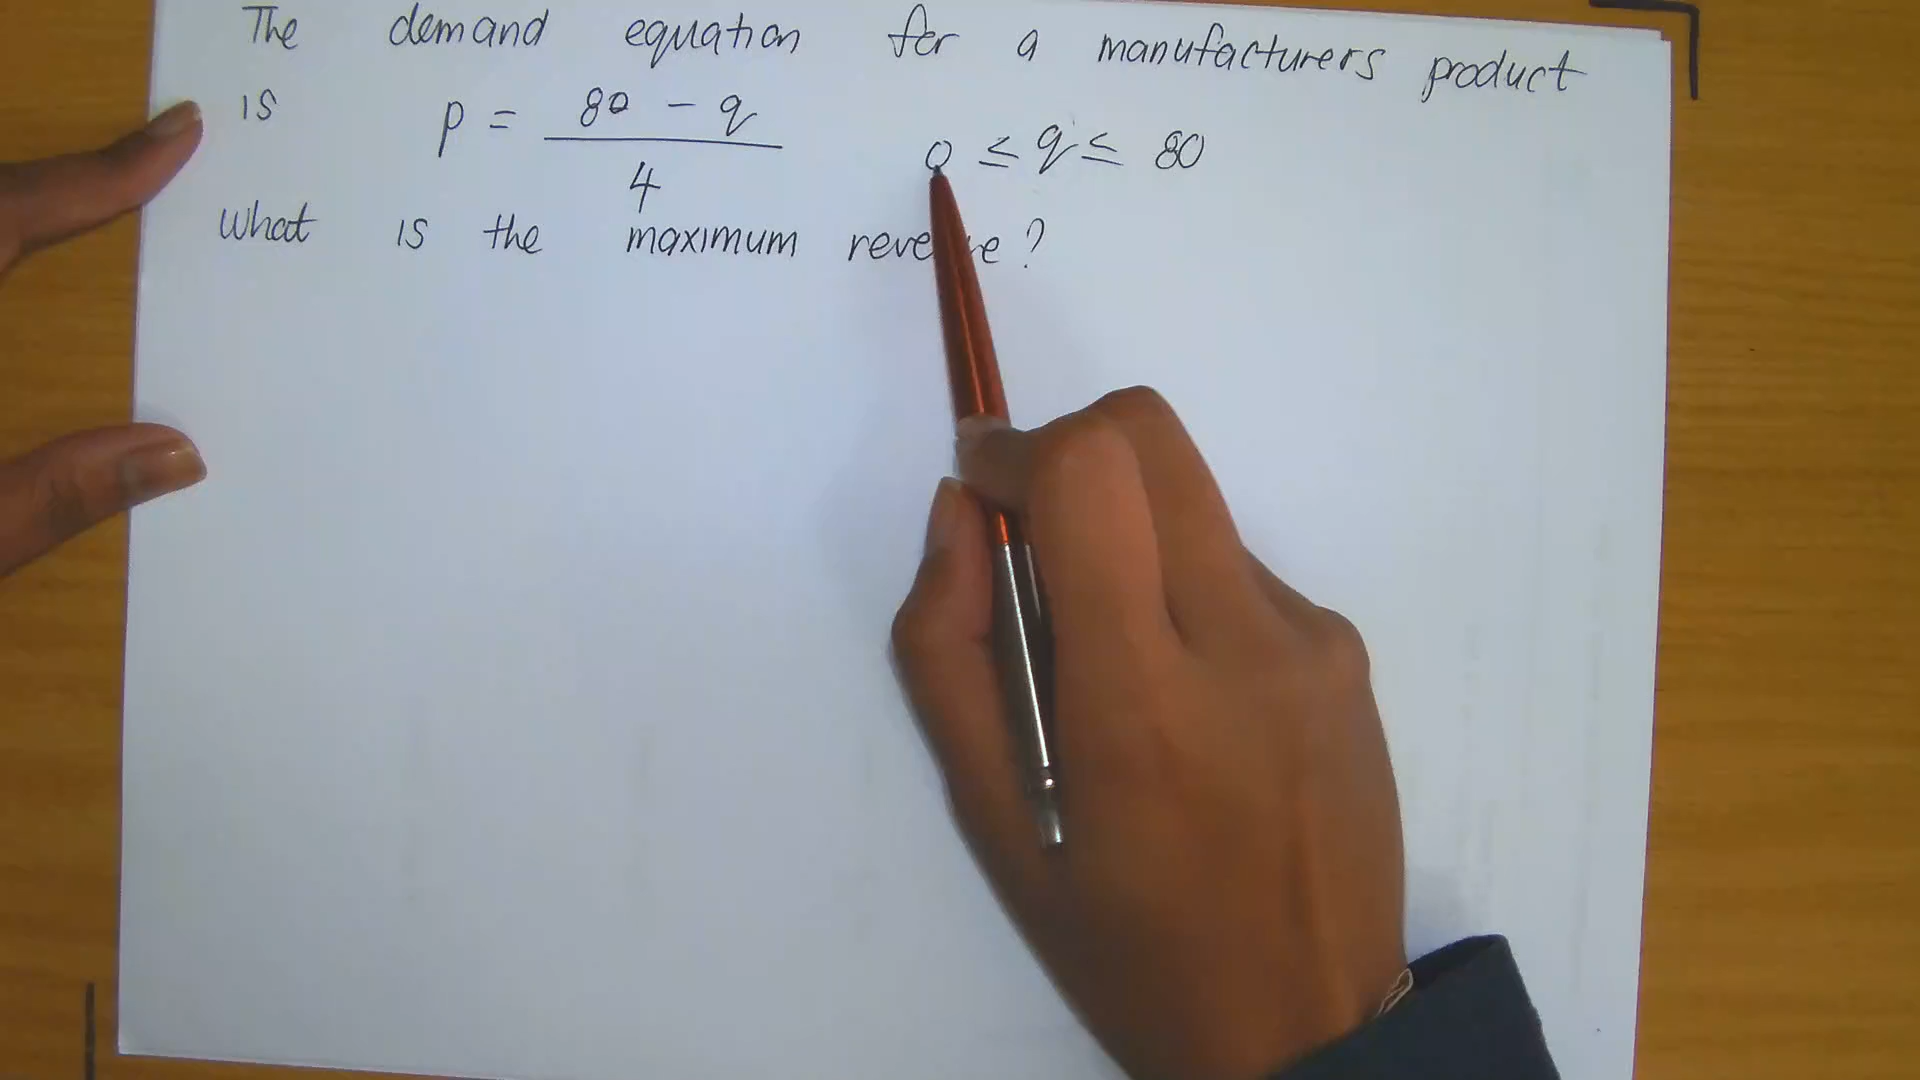 The demand equation for a manufacturers product
is p = 80 - q / 4 0 ≤ q ≤ 80
What is the maximum ?